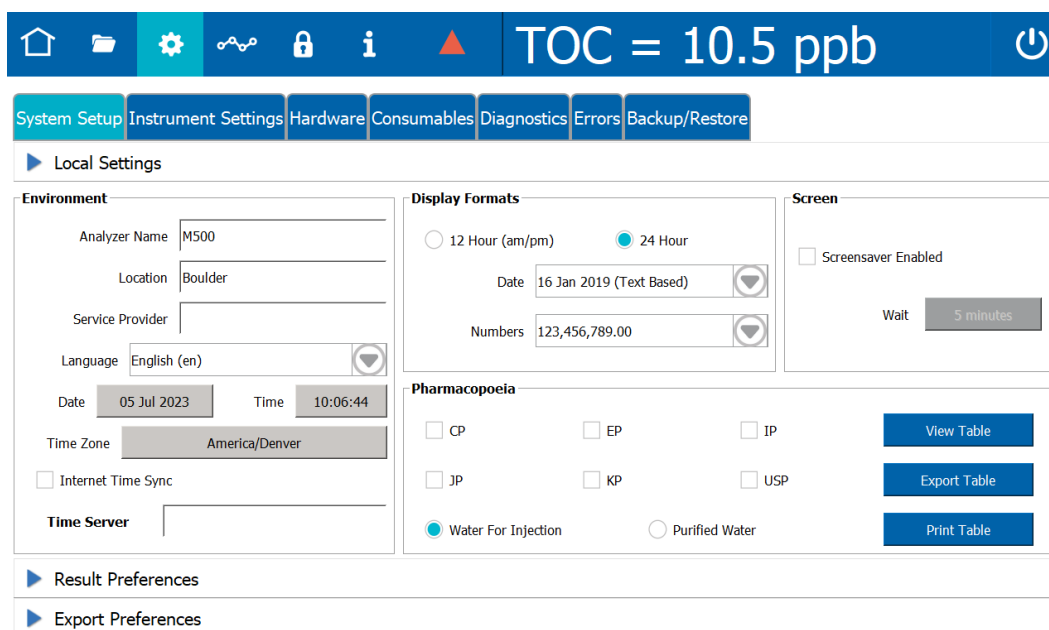 TOC = 10.5 ppb
System Setup Instrument Settings Hardware Consumables Diagnostics Errors Backup/Restore
Local Settings
Environment
Analyzer Name M500
Location Boulder
Service Provider
Language English (en)
Date 05 Jul 2023 Time 10:06:44
Time Zone America/Denver
Internet Time Sync
Time Server
Display Formats
12 Hour (am/pm) 24 Hour
Date 16 Jan 2019 (Text Based)
Numbers 123,456,789.00
Screen
Screensaver Enabled
Wait 5 minutes
Pharmacopoeia
CP EP IP View Table
JP KP USP Export Table
Water For Injection Purified Water Print Table
Result Preferences
Export Preferences